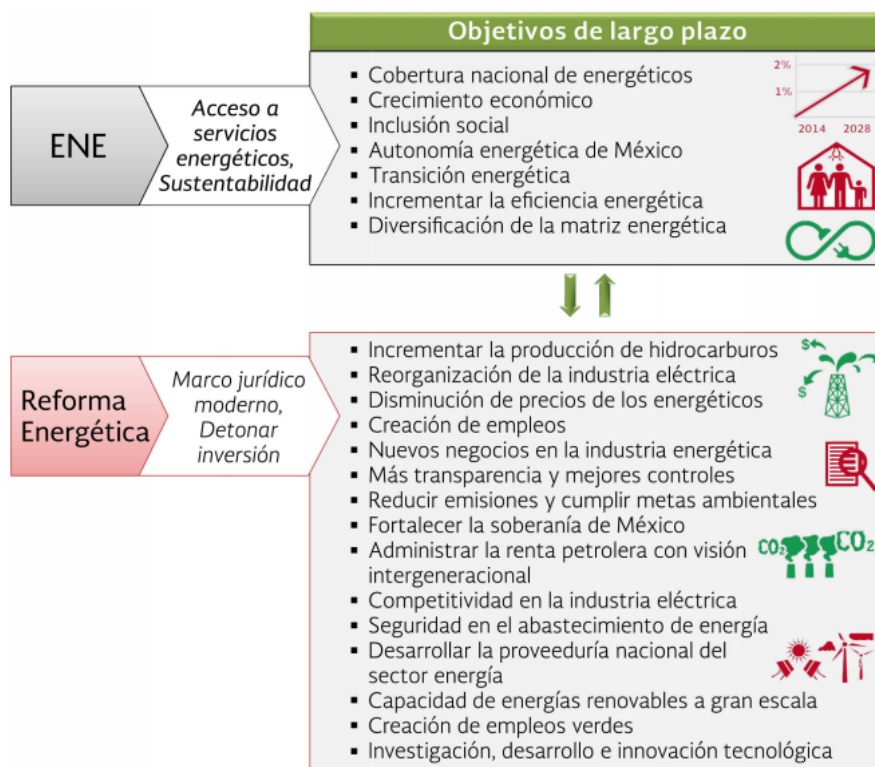 Objetivos de largo plazo
ENE
Acceso a
servicios
energéticos,
Sustentabilidad
▪ Cobertura nacional de energéticos
▪ Crecimiento económico
▪ Inclusión social
▪ Autonomía energética de México
▪ Transición energética
▪ Incrementar la eficiencia energética
▪ Diversificación de la matriz energética
2%
1%
2014 2028
Reforma
Energética
Marco jurídico
moderno,
Detonar
inversión
▪ Incrementar la producción de hidrocarburos
▪ Reorganización de la industria eléctrica
▪ Disminución de precios de los energéticos
▪ Creación de empleos
▪ Nuevos negocios en la industria energética
▪ Más transparencia y mejores controles
▪ Reducir emisiones y cumplir metas ambientales
▪ Fortalecer la soberanía de México
▪ Administrar la renta petrolera con visión
intergeneracional
▪ Competitividad en la industria eléctrica
▪ Seguridad en el abastecimiento de energía
▪ Desarrollar la proveeduría nacional del
sector energía
▪ Capacidad de energías renovables a gran escala
▪ Creación de empleos verdes
▪ Investigación, desarrollo e innovación tecnológica
$
$
CO₂ CO₂